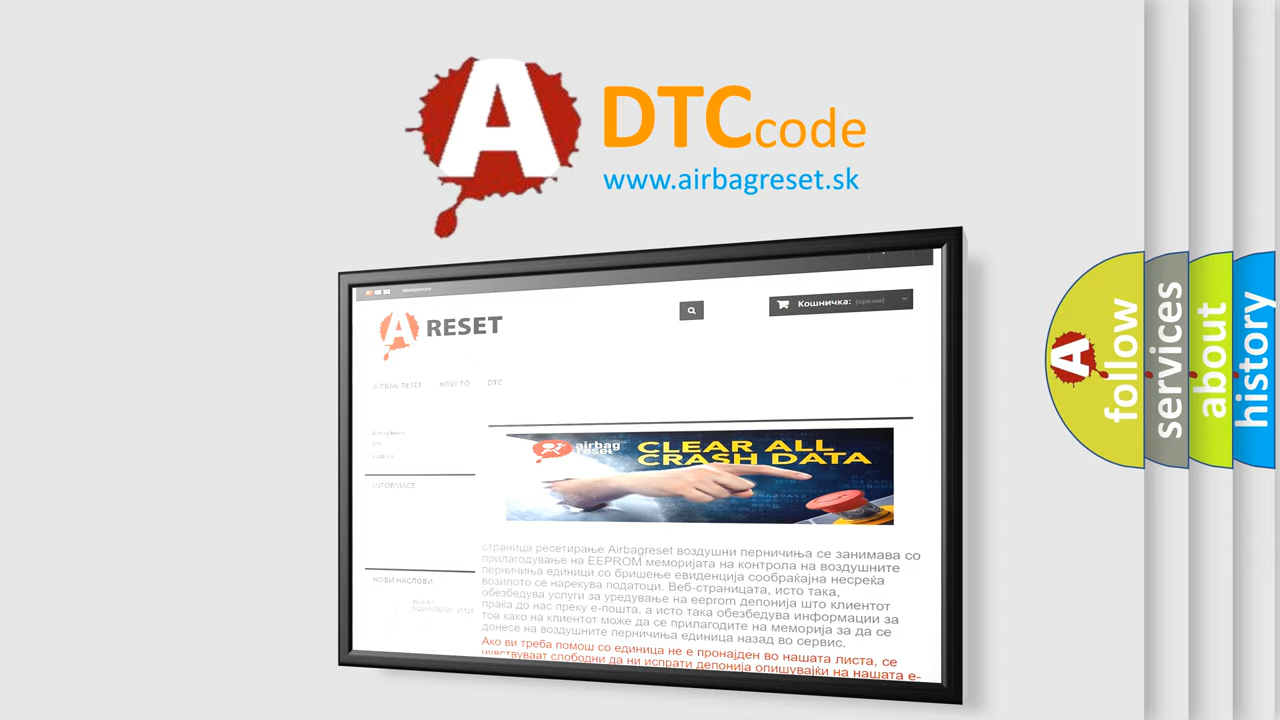 A
DTC code
www.airbagreset.sk
A RESET
Кошничка: (празни)
AIRBAG RESET HOW TO DTC
INFORMACE
airbag
reset
CLEAR ALL
CRASH DATA
страница ресетирање Airbagreset воздушни перничиња се занимава со
прилагодување на EEPROM меморијата на контрола на воздушните
перничиња единици со бришење евиденција сообраќајна несреќа
возилото се нарекува податоци. Веб-страницата, исто така,
обезбедува услуги за уредување на eeprom депонија што клиентот
праќа до нас преку е-пошта, а исто така обезбедува информации за
тоа како на клиентот може да се прилагодите на меморија за да се
донесе на воздушните перничиња единица назад во сервис.
Ако ви треба помош со единица не е пронајден во нашата листа, се
чувствуваат слободни да ни испрати депонија опишувајќи на нашата е-
НОВИ НАСЛОВИ
A
follow
services
about
history